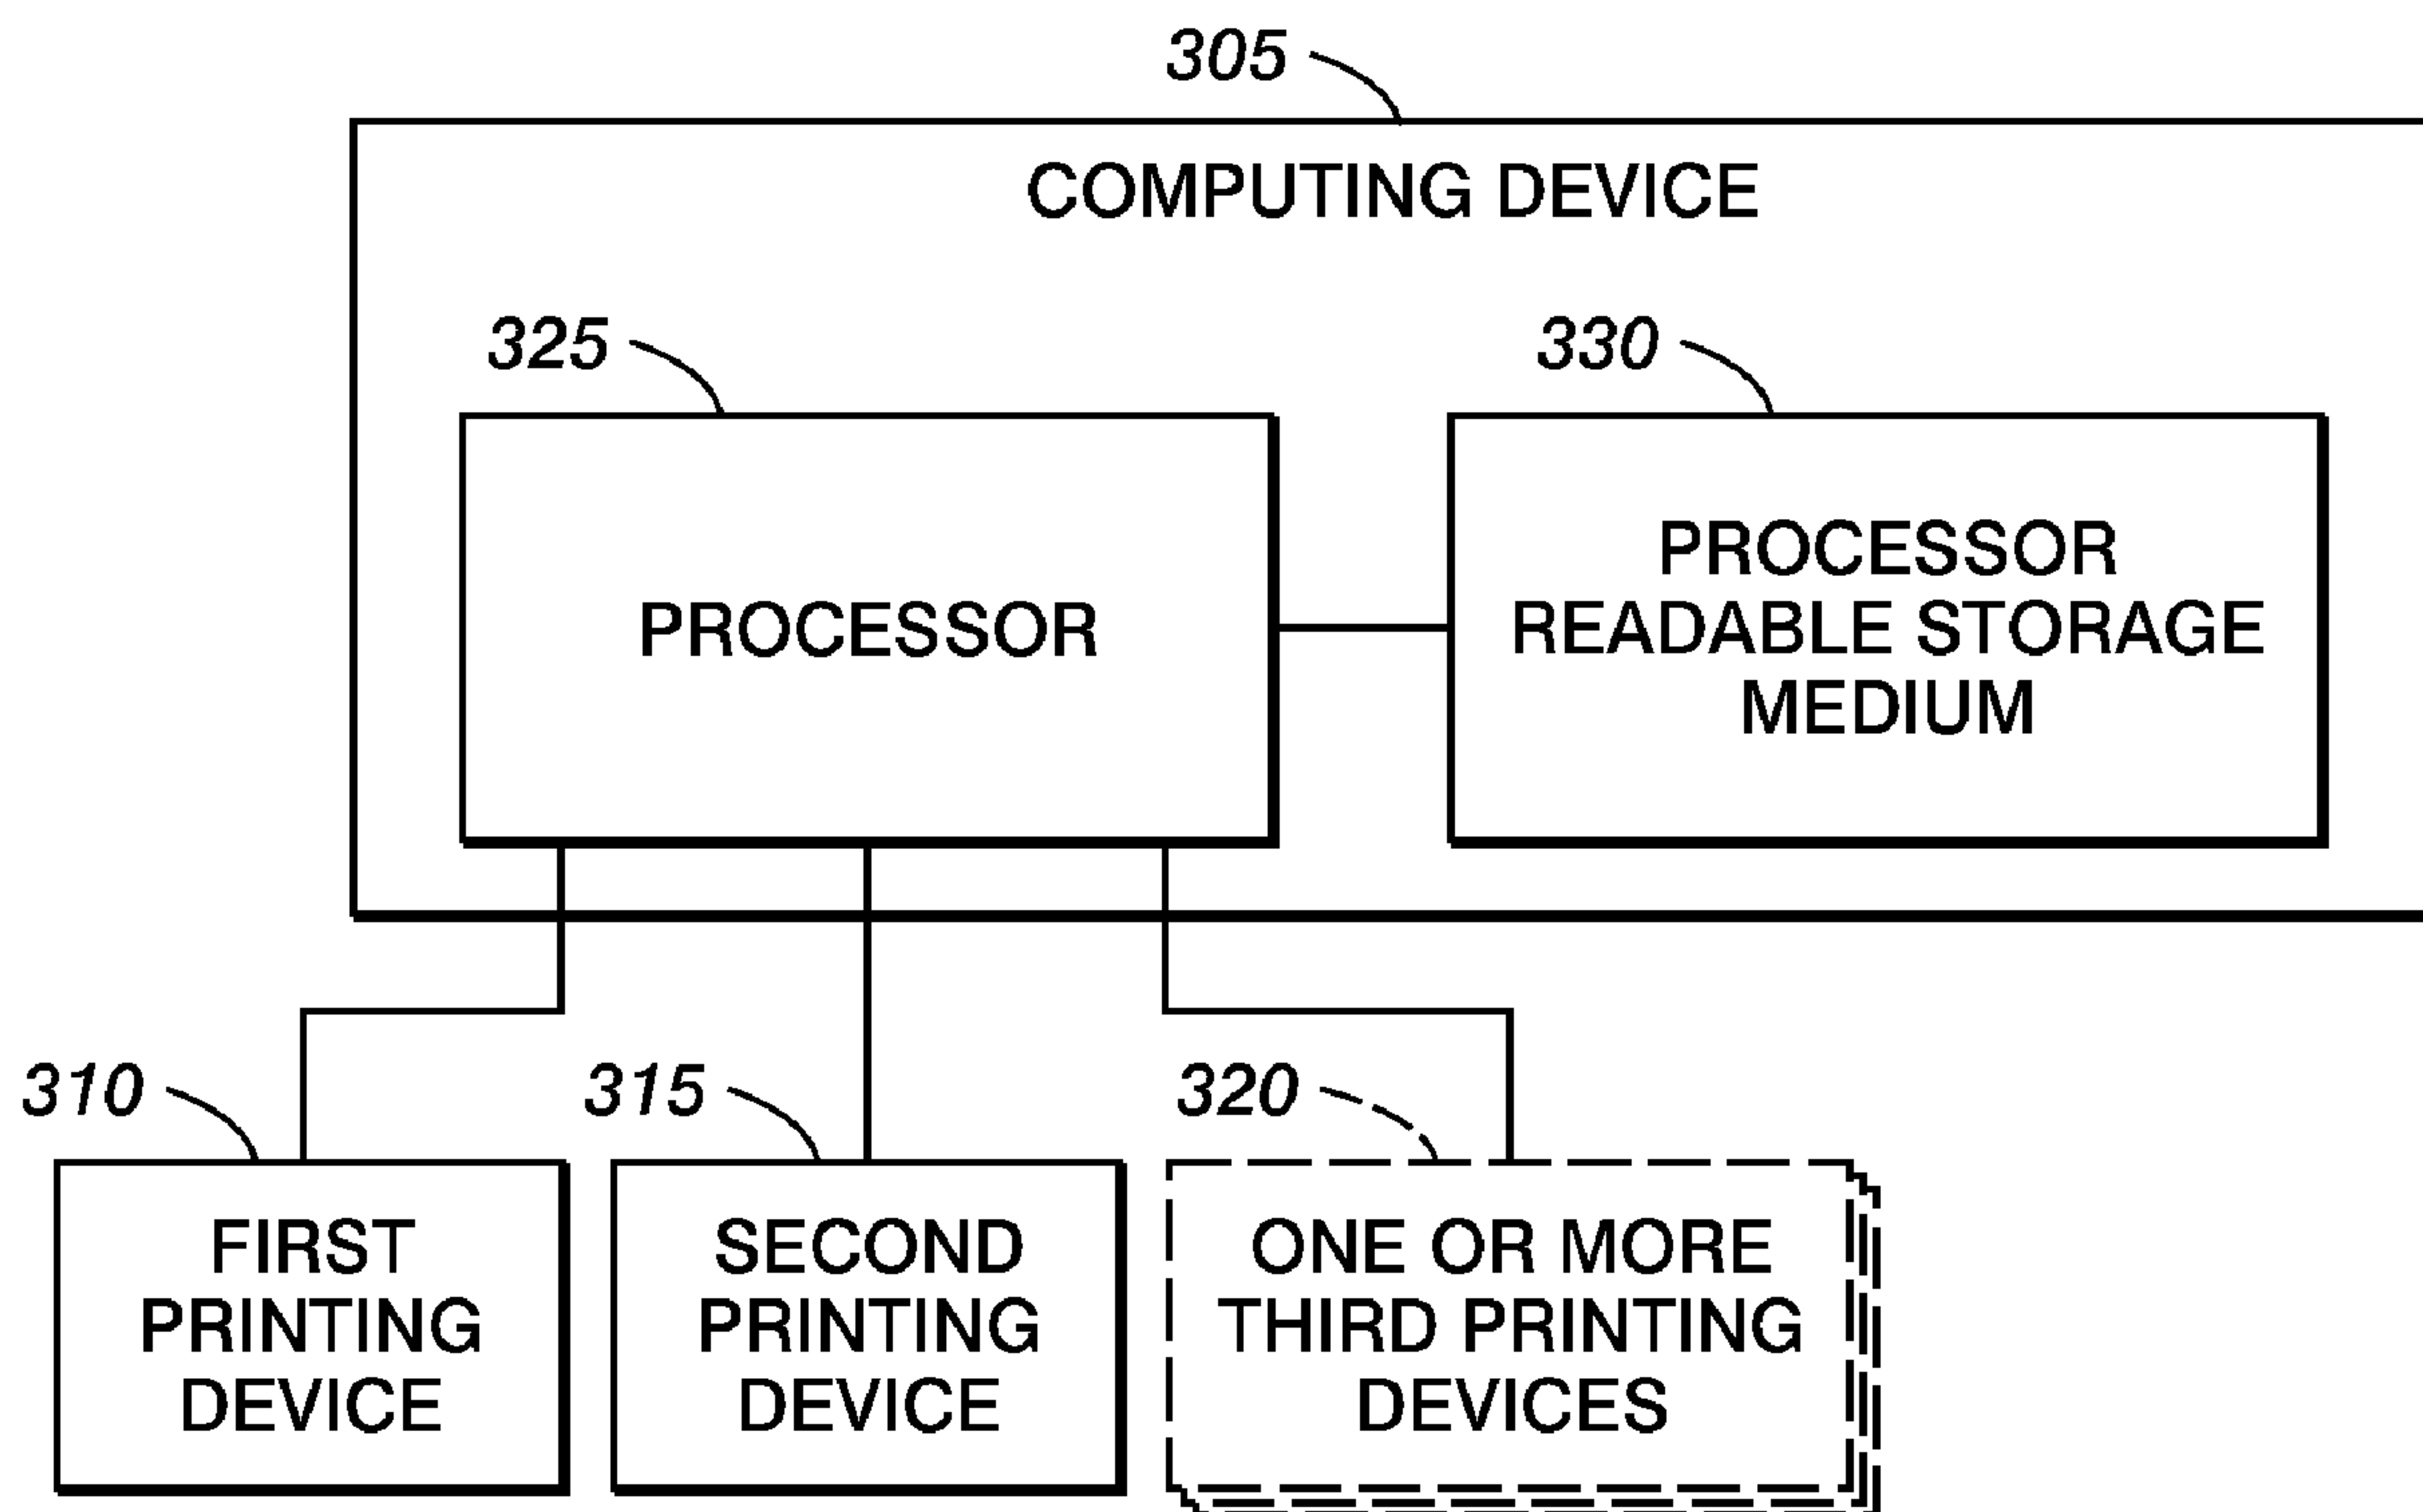 305
COMPUTING DEVICE
325
330
PROCESSOR
PROCESSOR
READABLE STORAGE
MEDIUM
310
315
320
FIRST
PRINTING
DEVICE
SECOND
PRINTING
DEVICE
ONE OR MORE
THIRD PRINTING
DEVICES